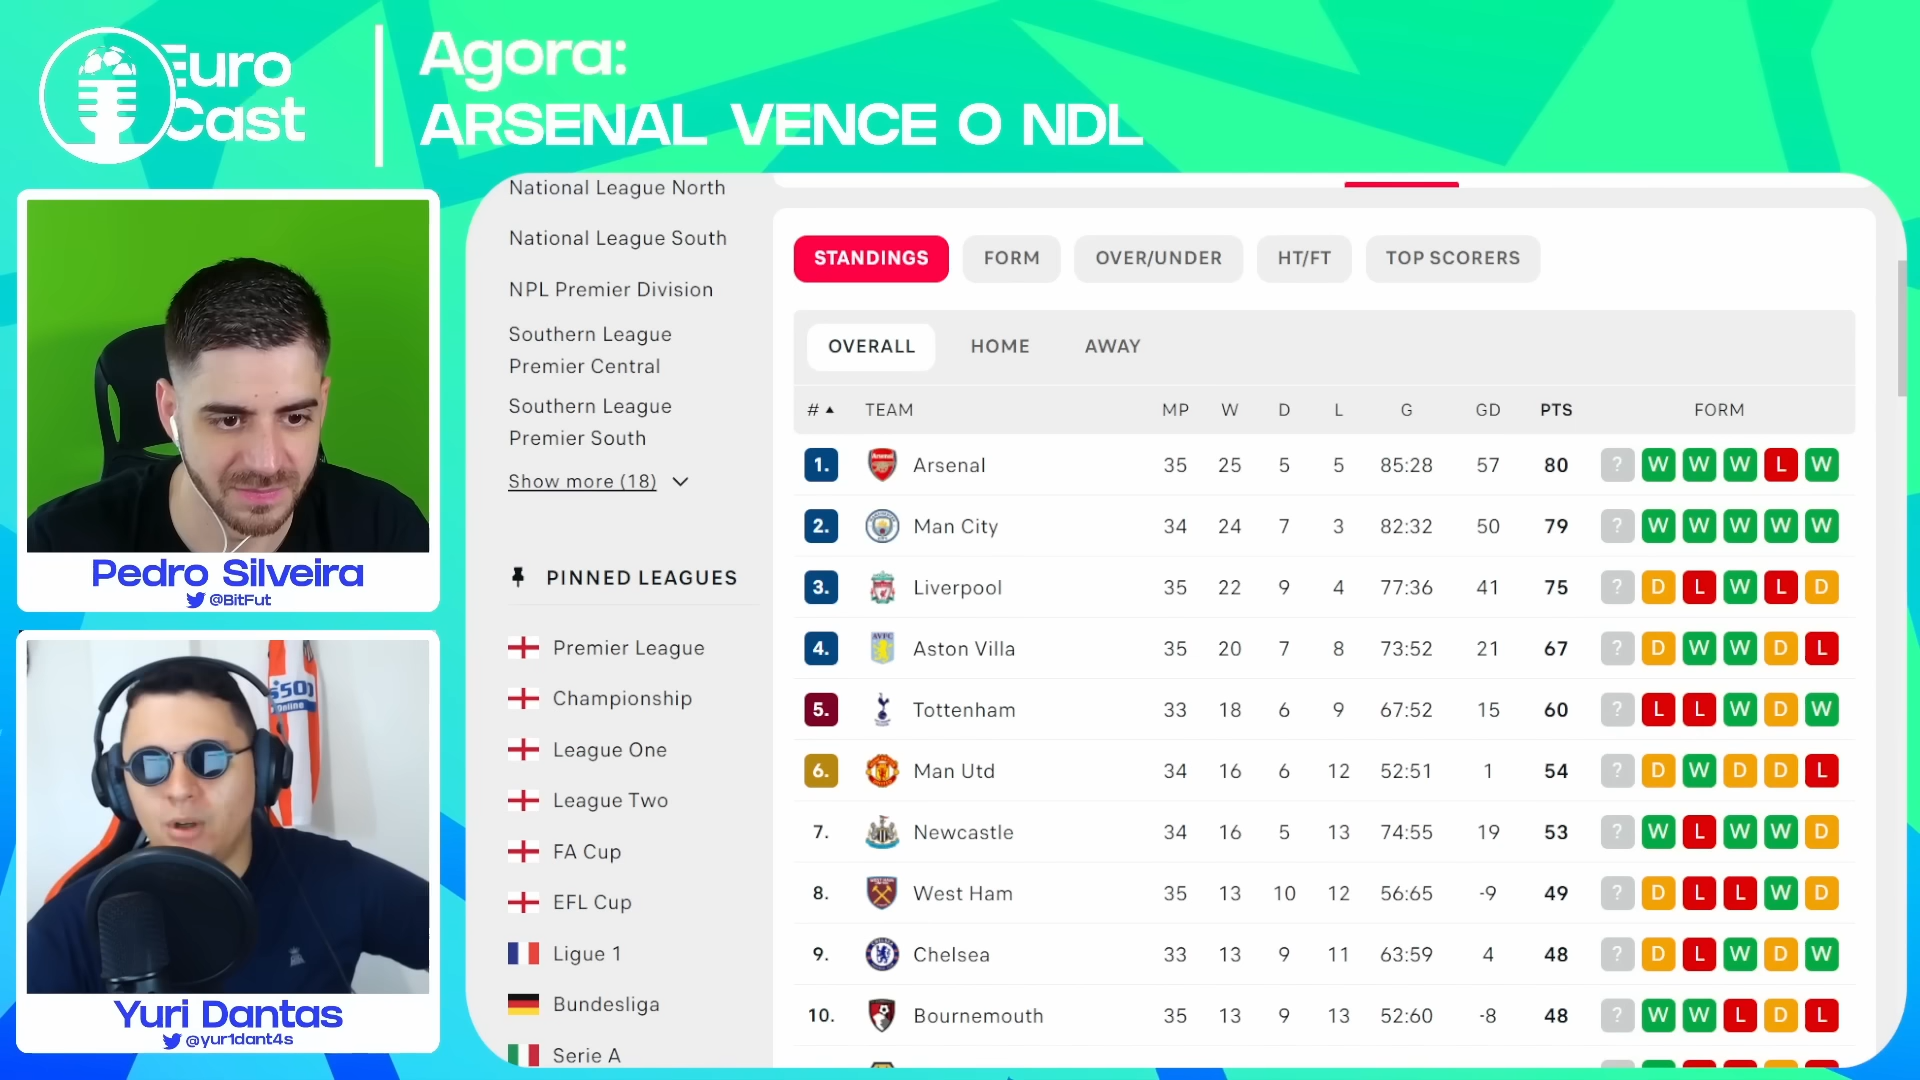 Euro
Cast
Agora:
ARSENAL VENCE O NDL
Pedro Silveira
@BitFut
Yuri Dantas
@yur1dant4s
National League North
National League South
NPL Premier Division
Southern League
Premier Central
Southern League
Premier South
Show more (18)
PINNED LEAGUES
Premier League
Championship
League One
League Two
FA Cup
EFL Cup
Ligue 1
Bundesliga
Serie A
STANDINGS FORM OVER/UNDER HT/FT TOP SCORERS
OVERALL HOME AWAY
# TEAM MP W D L G GD PTS FORM
1. Arsenal 35 25 5 5 85:28 57 80 ? W W W L W
2. Man City 34 24 7 3 82:32 50 79 ? W W W W W
3. Liverpool 35 22 9 4 77:36 41 75 ? D L W L D
4. Aston Villa 35 20 7 8 73:52 21 67 ? D W W D L
5. Tottenham 33 18 6 9 67:52 15 60 ? L L W D W
6. Man Utd 34 16 6 12 52:51 1 54 ? D W D D L
7. Newcastle 34 16 5 13 74:55 19 53 ? W L W W D
8. West Ham 35 13 10 12 56:65 -9 49 ? D L L W D
9. Chelsea 33 13 9 11 63:59 4 48 ? D L W D W
10. Bournemouth 35 13 9 13 52:60 -8 48 ? W W L D L